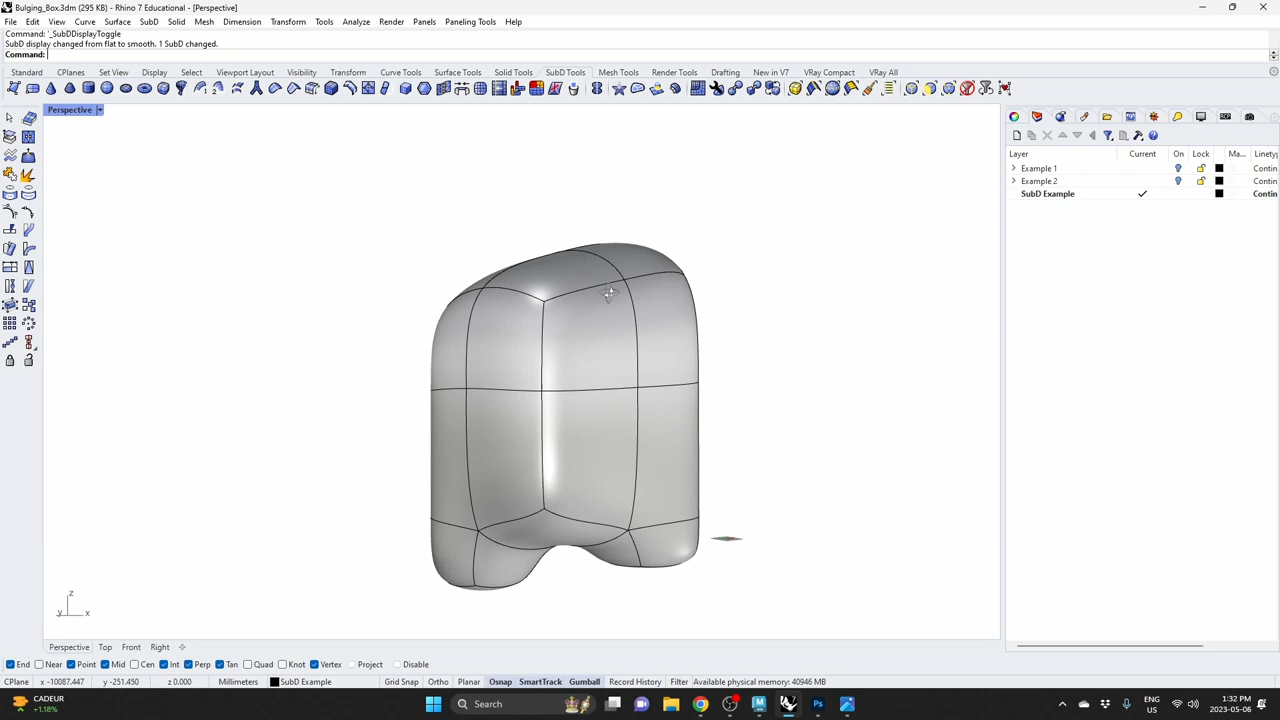 Bulging_Box.3dm (295 KB) - Rhino 7 Educational - [Perspective]
File Edit View Curve Surface SubD Solid Mesh Dimension Transform Tools Analyze Render Panels Paneling Tools Help
Command: '_SubDDisplayToggle
SubD display changed from flat to smooth. 1 SubD changed.
Command:
Standard CPlanes Set View Display Select Viewport Layout Visibility Transform Curve Tools Surface Tools Solid Tools SubD Tools Mesh Tools Render Tools Drafting New in V7 VRay Compact VRay All
Perspective
Layer Current On Lock Ma... Linety
Example 1 Contin
Example 2 Contin
SubD Example Contin
z
y x
Perspective Top Front Right
End Near Point Mid Cen Int Perp Tan Quad Knot Vertex Project Disable
CPlane x -10087.447 y -251.450 z 0.000 Millimeters SubD Example Grid Snap Ortho Planar Osnap SmartTrack Gumball Record History Filter Available physical memory: 40946 MB
CADEUR
+1.18%
Search
ENG
US
1:32 PM
2023-05-06